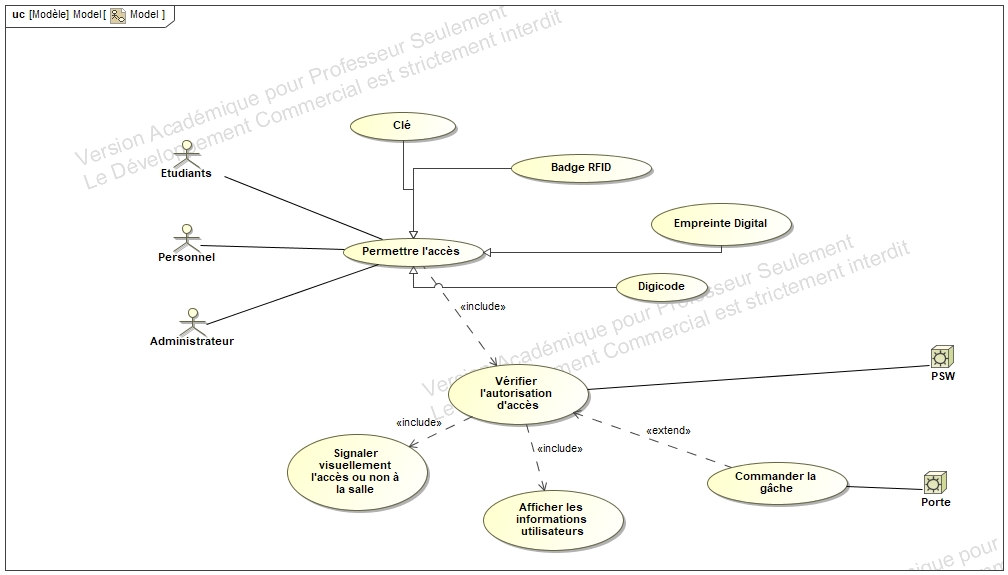 uc [Modèle] Model [ Model ]
Version Académique pour Professeur Seulement
Le Développement Commercial est strictement interdit
Clé
Badge RFID
Etudiants
Empreinte Digital
Personnel
Permettre l'accès
Digicode
Administrateur
«include»
Version Académique pour Professeur Seulement
Le Développement Commercial est strictement interdit
PSW
Vérifier
l'autorisation
d'accès
«include»
«extend»
«include»
Signaler
visuellement
l'accès ou non à
la salle
Commander la
gâche
Porte
Afficher les
informations
utilisateurs